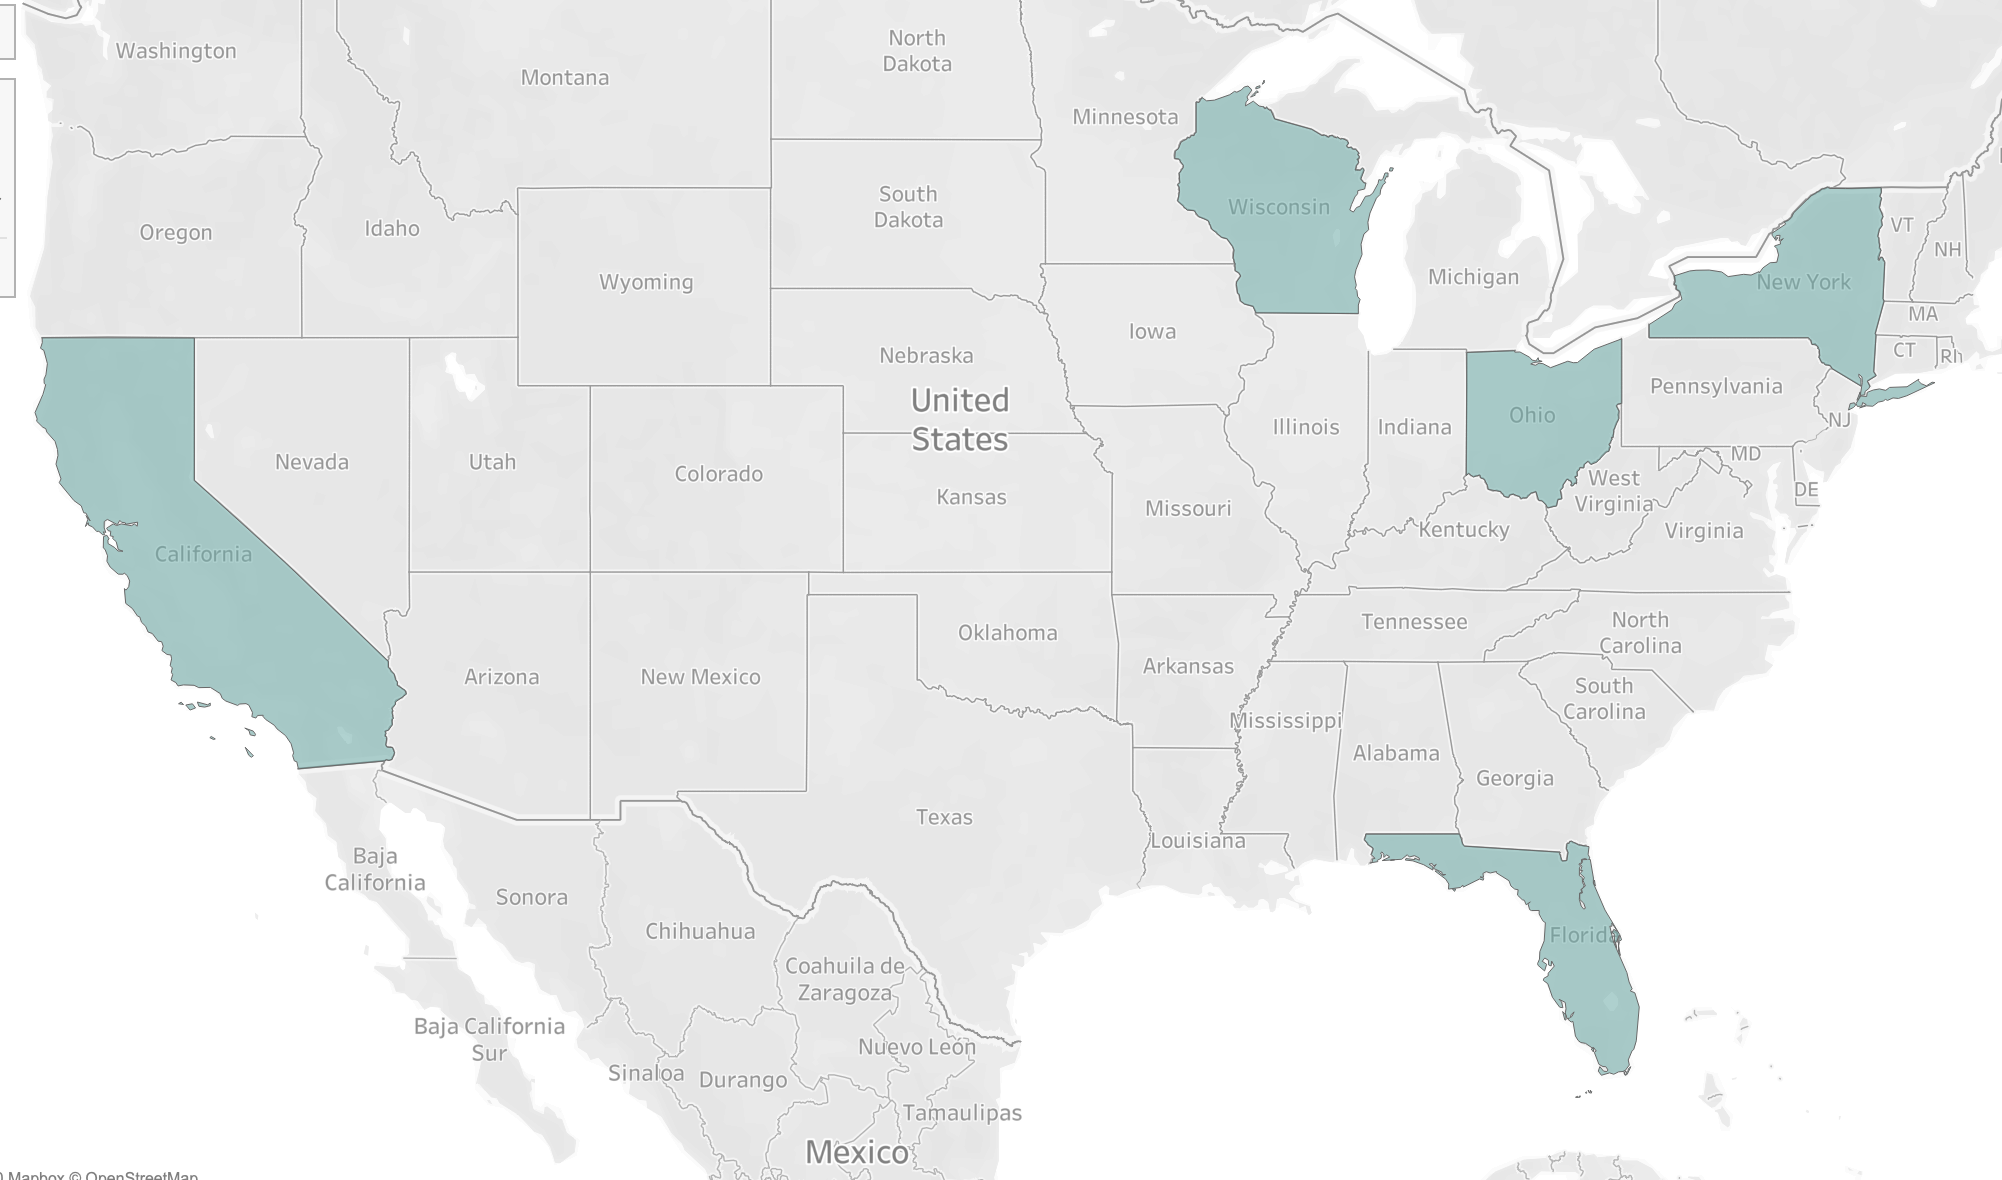 Washington
Montana
North
Dakota
Minnesota
Oregon
Idaho
South
Dakota
Wisconsin
Wyoming
Michigan
New York
VT
NH
MA
CT
Rh
Iowa
Nebraska
United
States
Pennsylvania
NJ
Ohio
Illinois
Indiana
Nevada
Utah
Colorado
Kansas
Missouri
MD
DE
West
Virginia
Virginia
Kentucky
California
Arizona
New Mexico
Oklahoma
Arkansas
Tennessee
North
Carolina
South
Carolina
Mississippi
Alabama
Georgia
Texas
Louisiana
Florida
Baja
California
Sonora
Chihuahua
Coahuila de
Zaragoza
Baja California
Sur
Nuevo León
Sinaloa
Durango
Tamaulipas
Mexico
Mapbox © OpenStreetMap